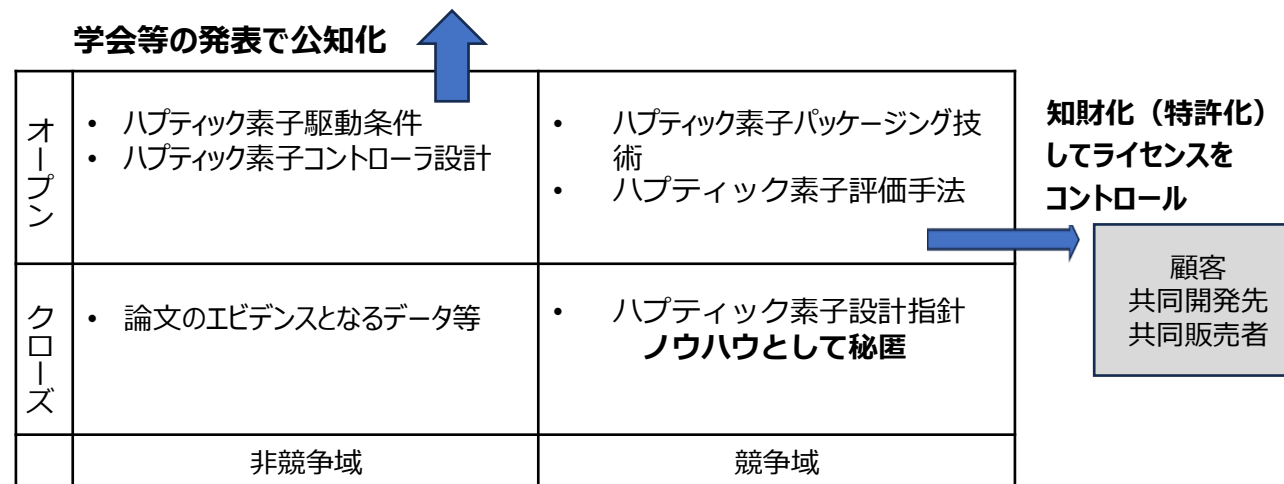 学会等の発表で公知化
オープン
• ハプティック素子駆動条件
• ハプティック素子コントローラ設計
• ハプティック素子パッケージング技
術
• ハプティック素子評価手法
知財化（特許化）
してライセンスを
コントロール
顧客
共同開発先
共同販売者
クローズ
• 論文のエビデンスとなるデータ等
• ハプティック素子設計指針
ノウハウとして秘匿
非競争域
競争域